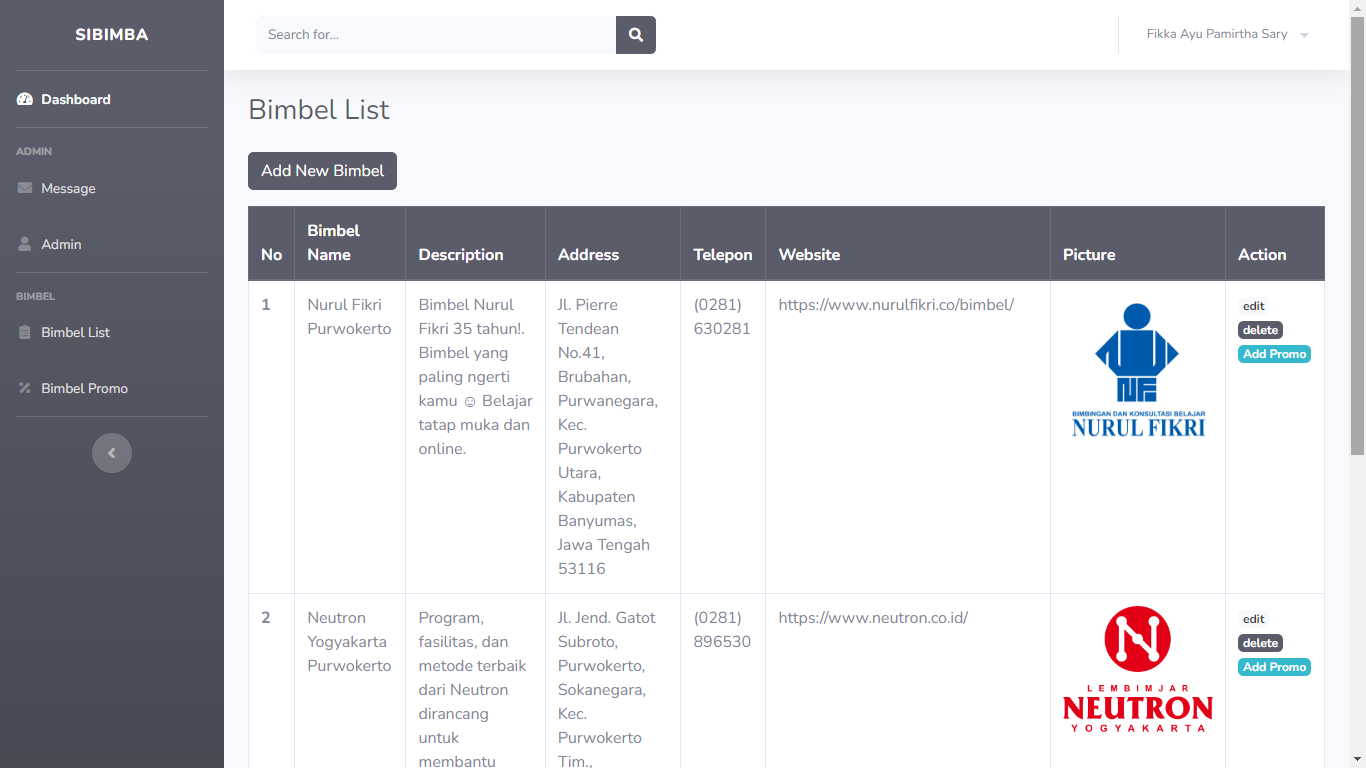 SIBIMBA
Dashboard
ADMIN
Message
Admin
BIMBEL
Bimbel List
Bimbel Promo
Search for...
Fikka Ayu Pamirtha Sary
Bimbel List
Add New Bimbel
No
Bimbel
Name
Description
Address
Telepon
Website
Picture
Action
1
Nurul Fikri
Purwokerto
Bimbel Nurul
Fikri 35 tahun!.
Bimbel yang
paling ngerti
kamu ☺ Belajar
tatap muka dan
online.
Jl. Pierre
Tendean
No.41,
Brubahan,
Purwanegara,
Kec.
Purwokerto
Utara,
Kabupaten
Banyumas,
Jawa Tengah
53116
(0281)
630281
https://www.nurulfikri.co/bimbel/
NF
BIMBINGAN DAN KONSULTASI BELAJAR
NURUL FIKRI
edit
delete
Add Promo
2
Neutron
Yogyakarta
Purwokerto
Program,
fasilitas, dan
metode terbaik
dari Neutron
dirancang
untuk
membantu
Jl. Jend. Gatot
Subroto,
Purwokerto,
Sokanegara,
Kec.
Purwokerto
Tim.,
(0281)
896530
https://www.neutron.co.id/
N
LEMBIMJAR
NEUTRON
YOGYAKARTA
edit
delete
Add Promo